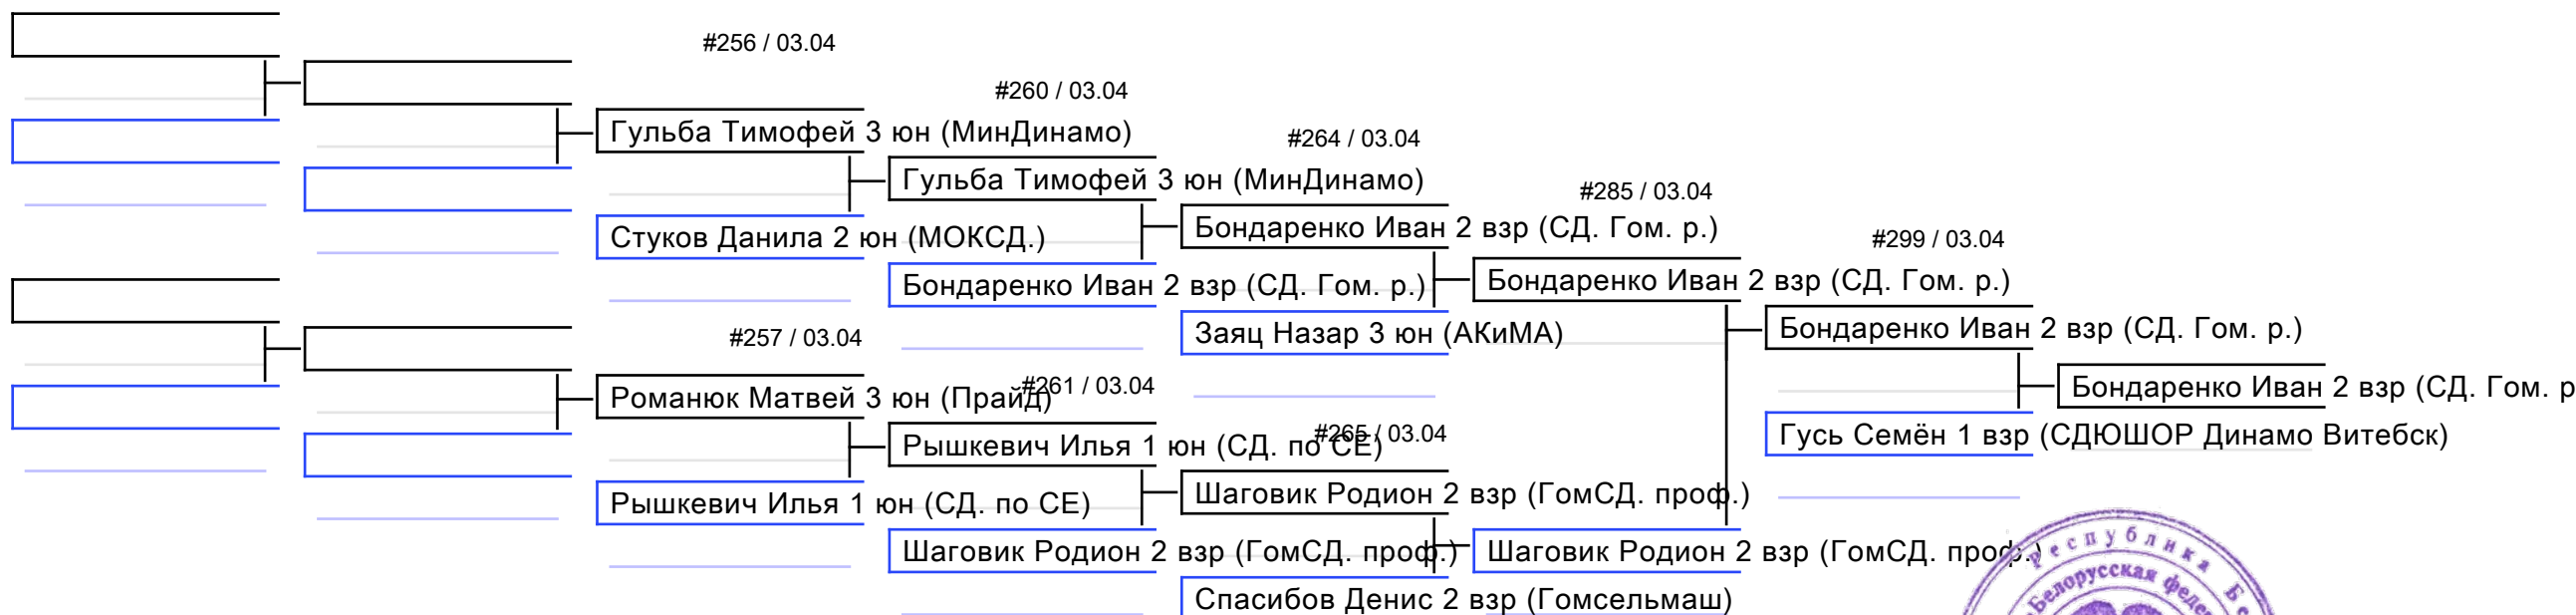 #256 / 03.04
#260 / 03.04
Гульба Тимофей 3 юн (МинДинамо)
#264 / 03.04
Гульба Тимофей 3 юн (МинДинамо)
#285 / 03.04
Бондаренко Иван 2 взр (СД. Гом. р.)
Стуков Данила 2 юн (МОКСД.)
#299 / 03.04
Бондаренко Иван 2 взр (СД. Гом. р.)
Бондаренко Иван 2 взр (СД. Гом. р.)
Бондаренко Иван 2 взр (СД. Гом. р.)
Заяц Назар 3 юн (АКиМА)
#257 / 03.04
#261 / 03.04
Бондаренко Иван 2 взр (СД. Гом. р
Романюк Матвей 3 юн (Прайд)
#265 / 03.04
Гусь Семён 1 взр (СДЮШОР Динамо Витебск)
Рышкевич Илья 1 юн (СД. по СЕ)
Шаговик Родион 2 взр (ГомСД. проф.)
Рышкевич Илья 1 юн (СД. по СЕ)
Шаговик Родион 2 взр (ГомСД. проф.)
Шаговик Родион 2 взр (ГомСД. проф.)
Республика Бе
Белорусская феде
Спасибов Денис 2 взр (Гомсельмаш)